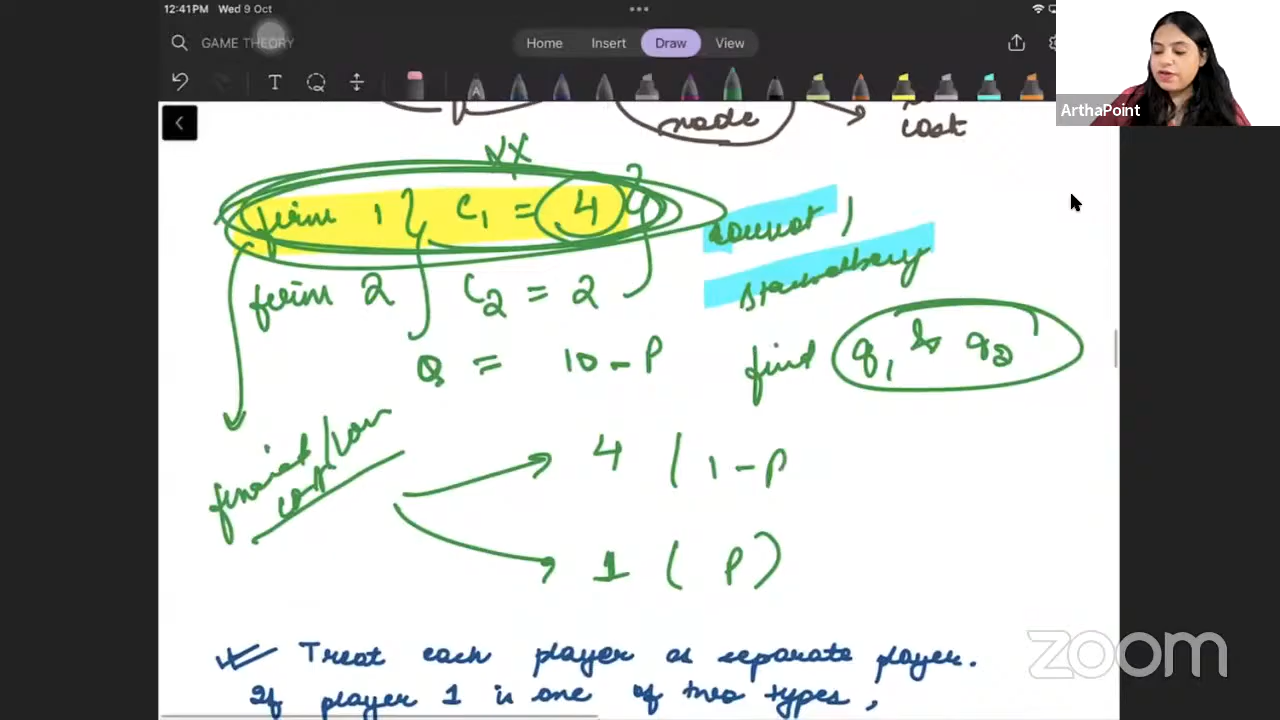 12:41PM Wed 9 Oct
GAME THEORY
Home Insert Draw View
ArthaPoint
node
cost
firm 1 C1 = 4
firm 2 C2 = 2
Cournot /
Stackelberg
Q = 10 - P
find q1 & q2
/ low
cost
4 ( 1 - p
1 ( p )
Treat each player as separate player.
If player 1 is one of two types,
zoom